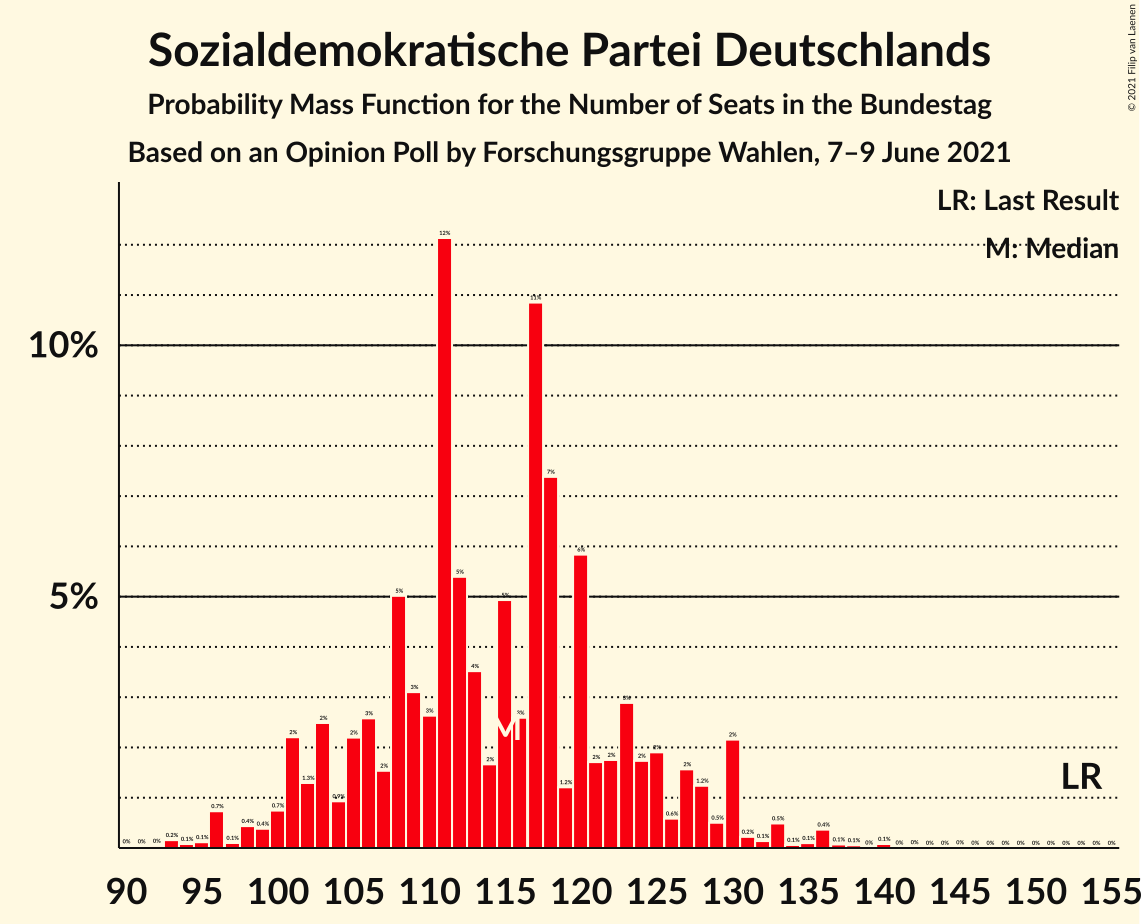 Sozialdemokratische Partei Deutschlands
Probability Mass Function for the Number of Seats in the Bundestag
Based on an Opinion Poll by Forschungsgruppe Wahlen, 7–9 June 2021
© 2021 Filip van Laenen
LR: Last Result
M: Median
10%
5%
0% 0% 0% 0.2% 0.1% 0.1% 0.7% 0.1% 0.4% 0.4% 0.7% 2% 1.3% 2% 0.9% 2% 3% 2% 5% 3% 3% 12% 5% 4% 2% 5% 3% 11% 7% 1.2% 6% 2% 2% 3% 2% 2% 0.6% 2% 1.2% 0.5% 2% 0.2% 0.1% 0.5% 0.1% 0.1% 0.4% 0.1% 0.1% 0% 0.1% 0% 0% 0% 0% 0% 0% 0% 0% 0% 0% 0% 0% 0% 0% 0%
M
LR
90 95 100 105 110 115 120 125 130 135 140 145 150 155